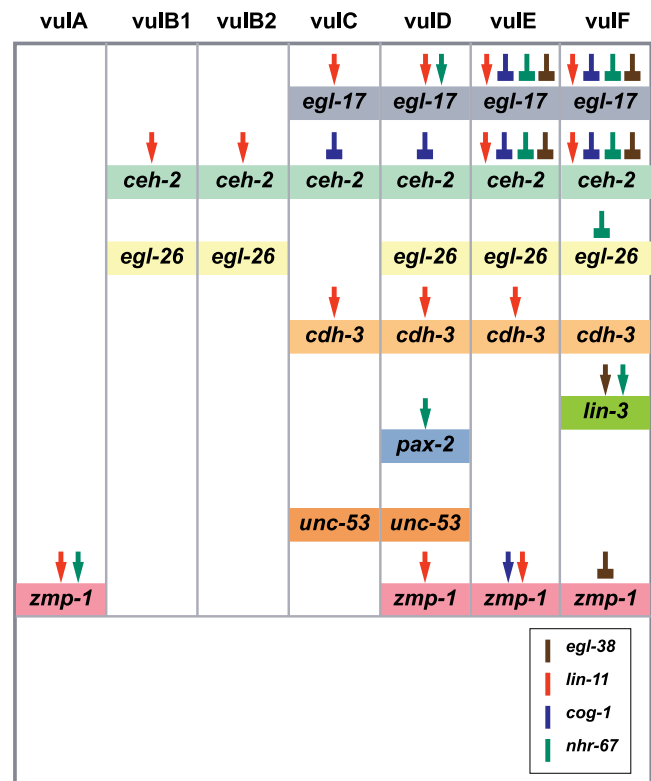 vulA vulB1 vulB2 vulC vulD vulE vulF
egl-17 egl-17 egl-17 egl-17
ceh-2 ceh-2 ceh-2 ceh-2 ceh-2 ceh-2
egl-26 egl-26 egl-26 egl-26 egl-26
cdh-3 cdh-3 cdh-3 cdh-3
lin-3
pax-2
unc-53 unc-53
zmp-1 zmp-1 zmp-1 zmp-1
egl-38
lin-11
cog-1
nhr-67